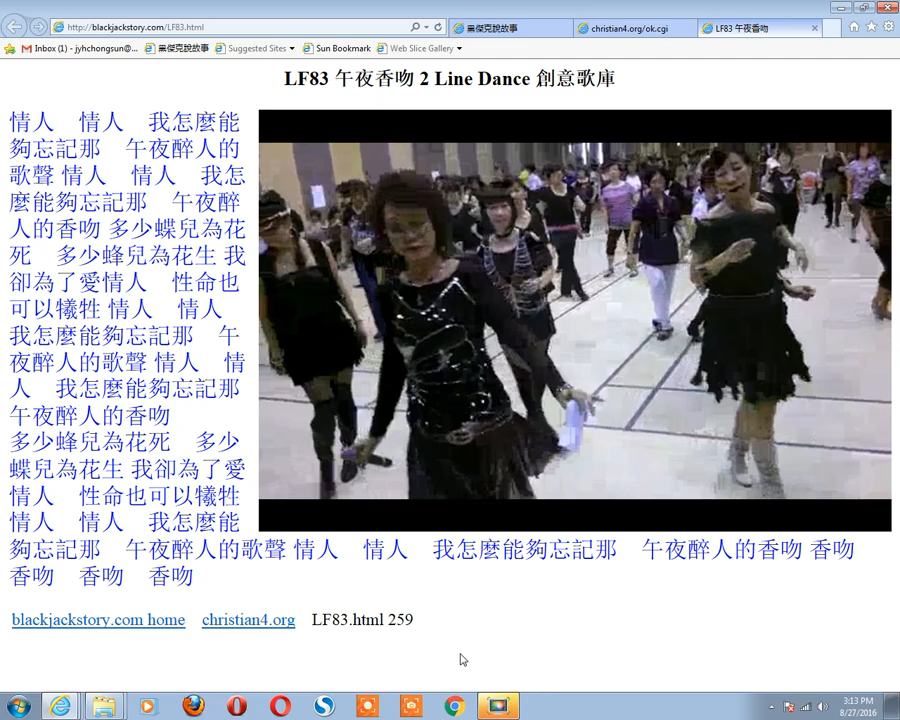 http://blackjackstory.com/LF83.html
黑傑克說故事
christian4.org/ok.cgi
LF83 午夜香吻
Inbox (1) - jyhchongsun@...
黑傑克說故事
Suggested Sites
Sun Bookmark
Web Slice Gallery
LF83 午夜香吻 2 Line Dance 創意歌庫
情人　情人　我怎麼能
夠忘記那　午夜醉人的
歌聲 情人　情人　我怎
麼能夠忘記那　午夜醉
人的香吻 多少蝶兒為花
死　多少蜂兒為花生 我
卻為了愛情人　性命也
可以犧牲 情人　情人
我怎麼能夠忘記那　午
夜醉人的歌聲 情人　情
人　我怎麼能夠忘記那
午夜醉人的香吻
多少蜂兒為花死　多少
蝶兒為花生 我卻為了愛
情人　性命也可以犧牲
情人　情人　我怎麼能
夠忘記那　午夜醉人的歌聲 情人　情人　我怎麼能夠忘記那　午夜醉人的香吻 香吻
香吻　香吻　香吻
blackjackstory.com home christian4.org LF83.html 259
3:13 PM
8/27/2016